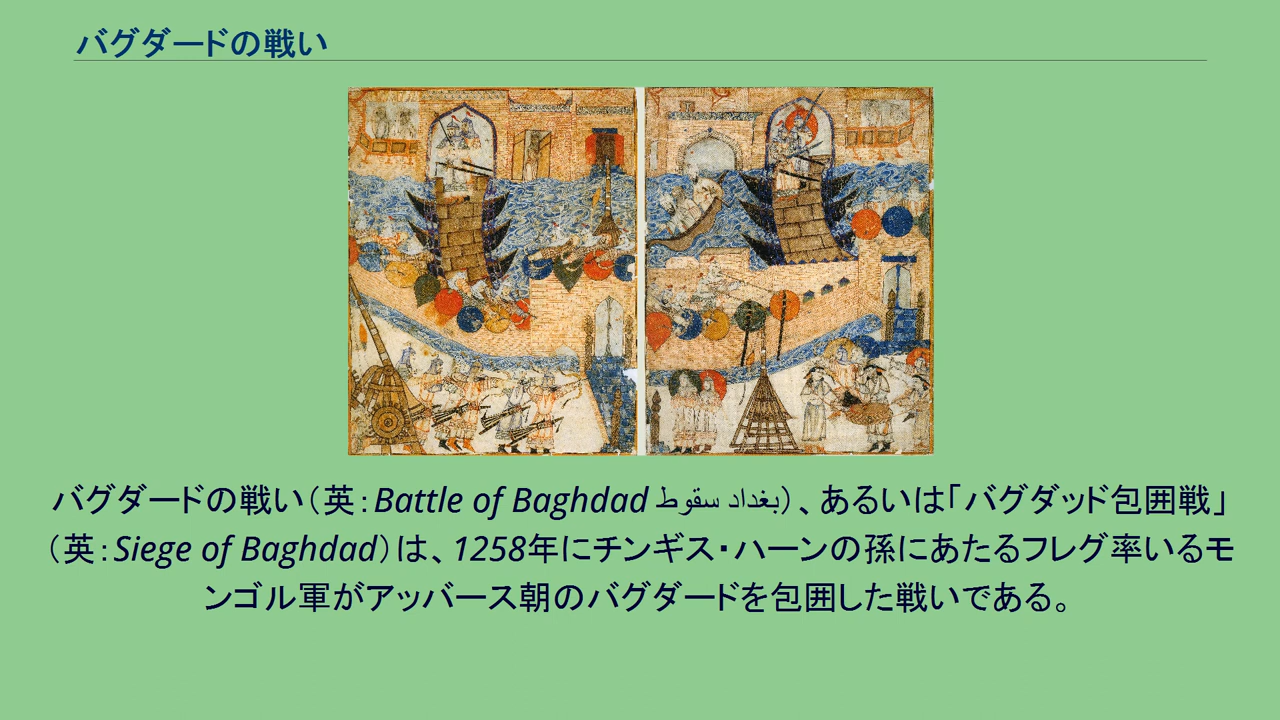 バグダードの戦い
バグダードの戦い（英：Battle of Baghdad سقوط بغداد）、あるいは「バグダッド包囲戦」
（英：Siege of Baghdad）は、1258年にチンギス・ハーンの孫にあたるフレグ率いるモ
ンゴル軍がアッバース朝のバグダードを包囲した戦いである。